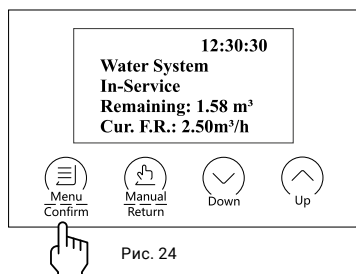 12:30:30
Water System
In-Service
Remaining: 1.58 m³
Cur. F.R.: 2.50m³/h
Menu
Confirm
Manual
Return
Down
Up
Рис. 24